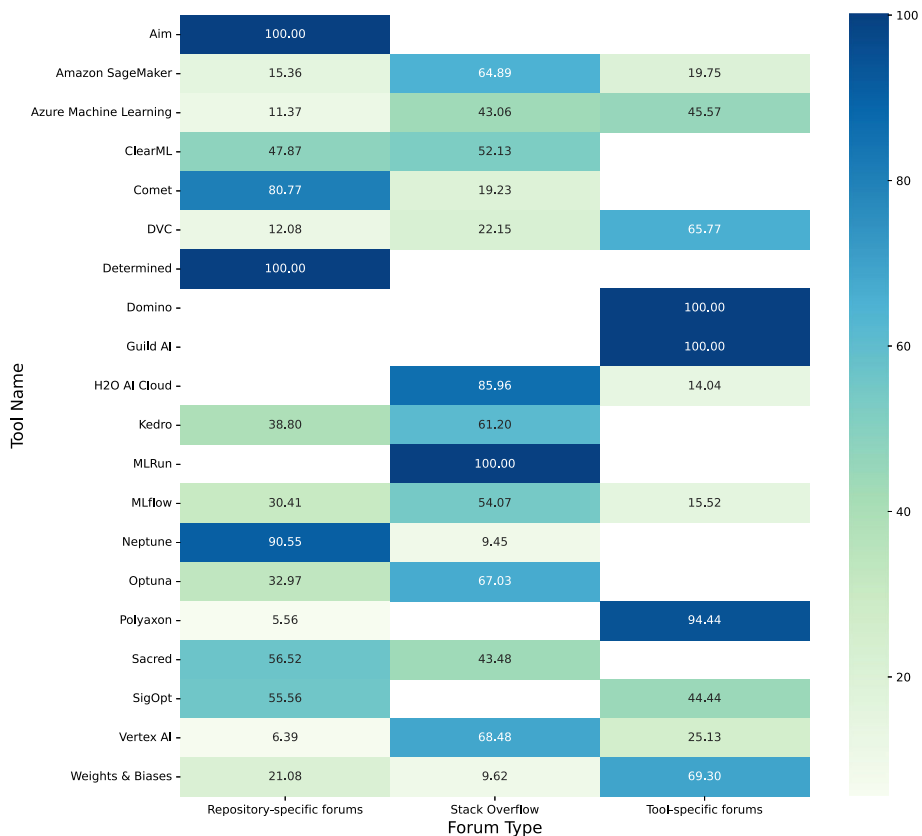 Aim 100.00
Amazon SageMaker 15.36 64.89 19.75
Azure Machine Learning 11.37 43.06 45.57
ClearML 47.87 52.13
Comet 80.77 19.23
DVC 12.08 22.15 65.77
Determined 100.00
Domino 100.00
Guild AI 100.00
H2O AI Cloud 85.96 14.04
Kedro 38.80 61.20
MLRun 100.00
MLflow 30.41 54.07 15.52
Neptune 90.55 9.45
Optuna 32.97 67.03
Polyaxon 5.56 94.44
Sacred 56.52 43.48
SigOpt 55.56 44.44
Vertex AI 6.39 68.48 25.13
Weights & Biases 21.08 9.62 69.30
Repository-specific forums Stack Overflow Tool-specific forums
Forum Type
Tool Name
100
80
60
40
20